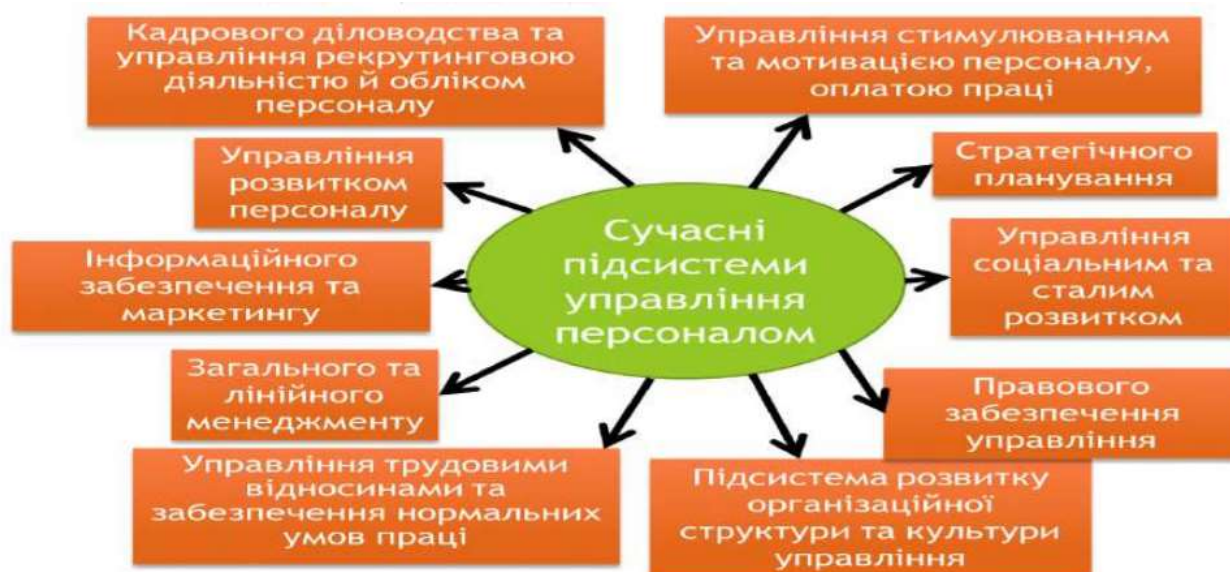 Кадрового діловодства та
управління рекрутинговою
діяльністю й обліком
персоналу
Управління стимулюванням
та мотивацією персоналу,
оплатою праці
Управління
розвитком
персоналу
Стратегічного
планування
Сучасні
підсистеми
управління
персоналом
Інформаційного
забезпечення та
маркетингу
Управління
соціальним та
сталим
розвитком
Загального та
лінійного
менеджменту
Правового
забезпечення
управління
Управління трудовими
відносинами та
забезпечення нормальних
умов праці
Підсистема розвитку
організаційної
структури та культури
управління